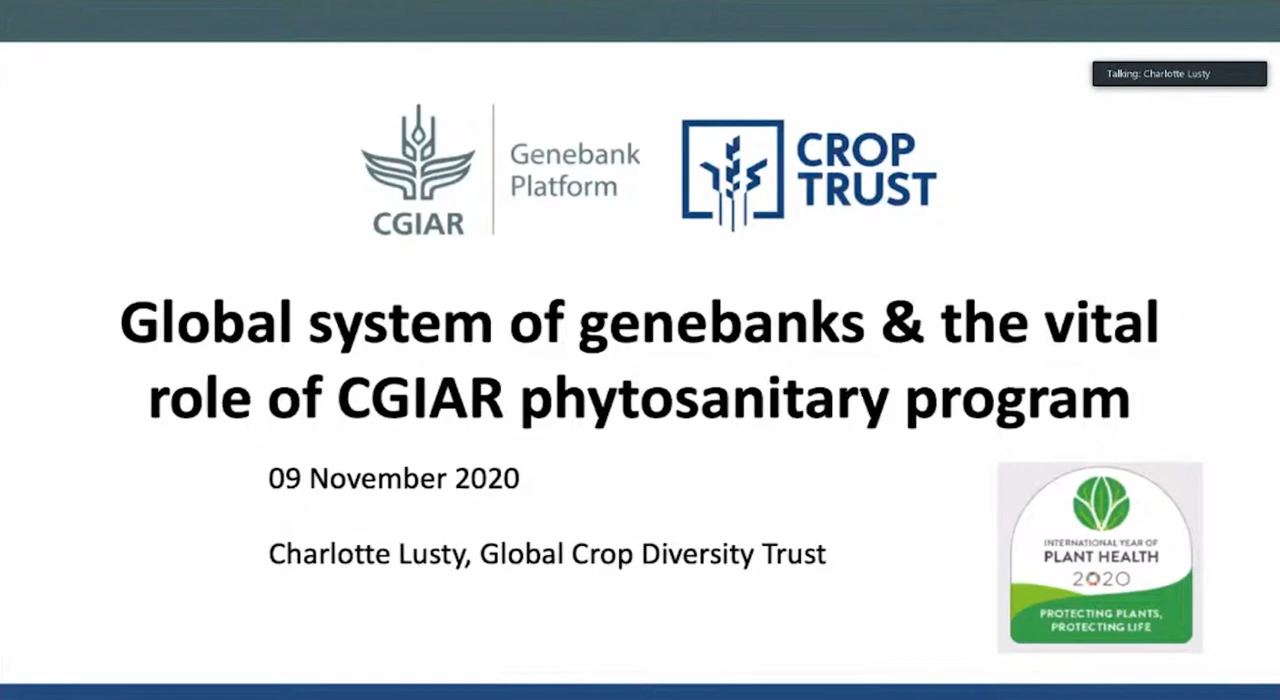 Talking: Charlotte Lusty
CGIAR
Genebank
Platform
CROP
TRUST
Global system of genebanks & the vital
role of CGIAR phytosanitary program
09 November 2020
Charlotte Lusty, Global Crop Diversity Trust
INTERNATIONAL YEAR OF
PLANT HEALTH
2020
PROTECTING PLANTS,
PROTECTING LIFE